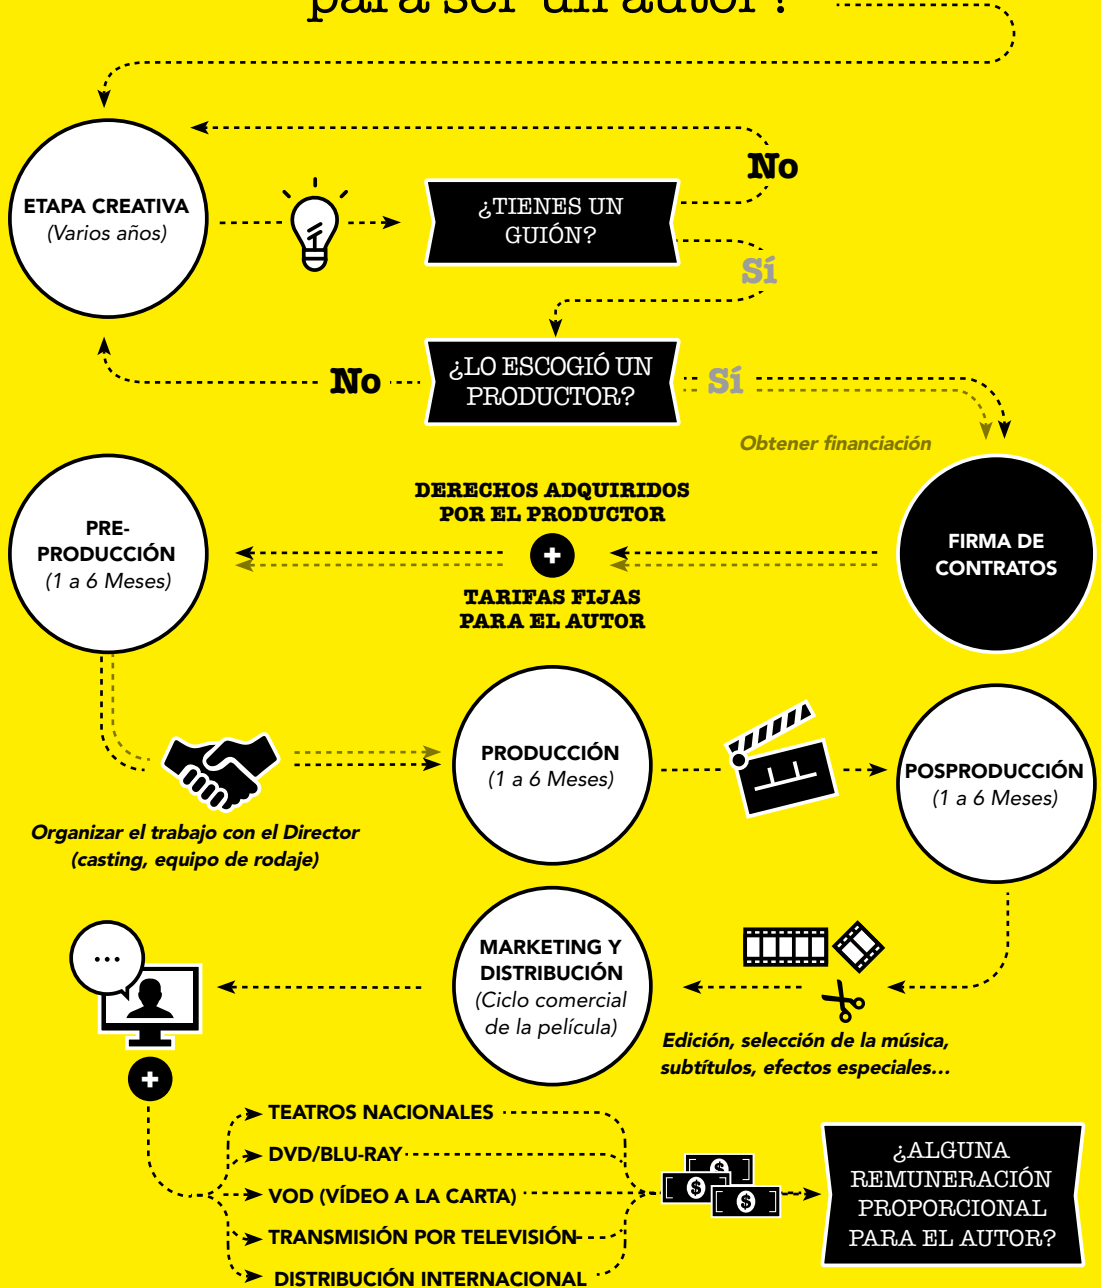 para ser un autor?
No
ETAPA CREATIVA
(Varios años)
¿TIENES UN
GUIÓN?
Sí
¿LO ESCOGIÓ UN
PRODUCTOR?
No
Sí
Obtener financiación
DERECHOS ADQUIRIDOS
POR EL PRODUCTOR
+
TARIFAS FIJAS
PARA EL AUTOR
PRE-
PRODUCCIÓN
(1 a 6 Meses)
FIRMA DE
CONTRATOS
PRODUCCIÓN
(1 a 6 Meses)
POSPRODUCCIÓN
(1 a 6 Meses)
Organizar el trabajo con el Director
(casting, equipo de rodaje)
MARKETING Y
DISTRIBUCIÓN
(Ciclo comercial
de la película)
...
Edición, selección de la música,
subtítulos, efectos especiales...
+
TEATROS NACIONALES
DVD/BLU-RAY
VOD (VÍDEO A LA CARTA)
TRANSMISIÓN POR TELEVISIÓN
DISTRIBUCIÓN INTERNACIONAL
$
$
$
¿ALGUNA
REMUNERACIÓN
PROPORCIONAL
PARA EL AUTOR?